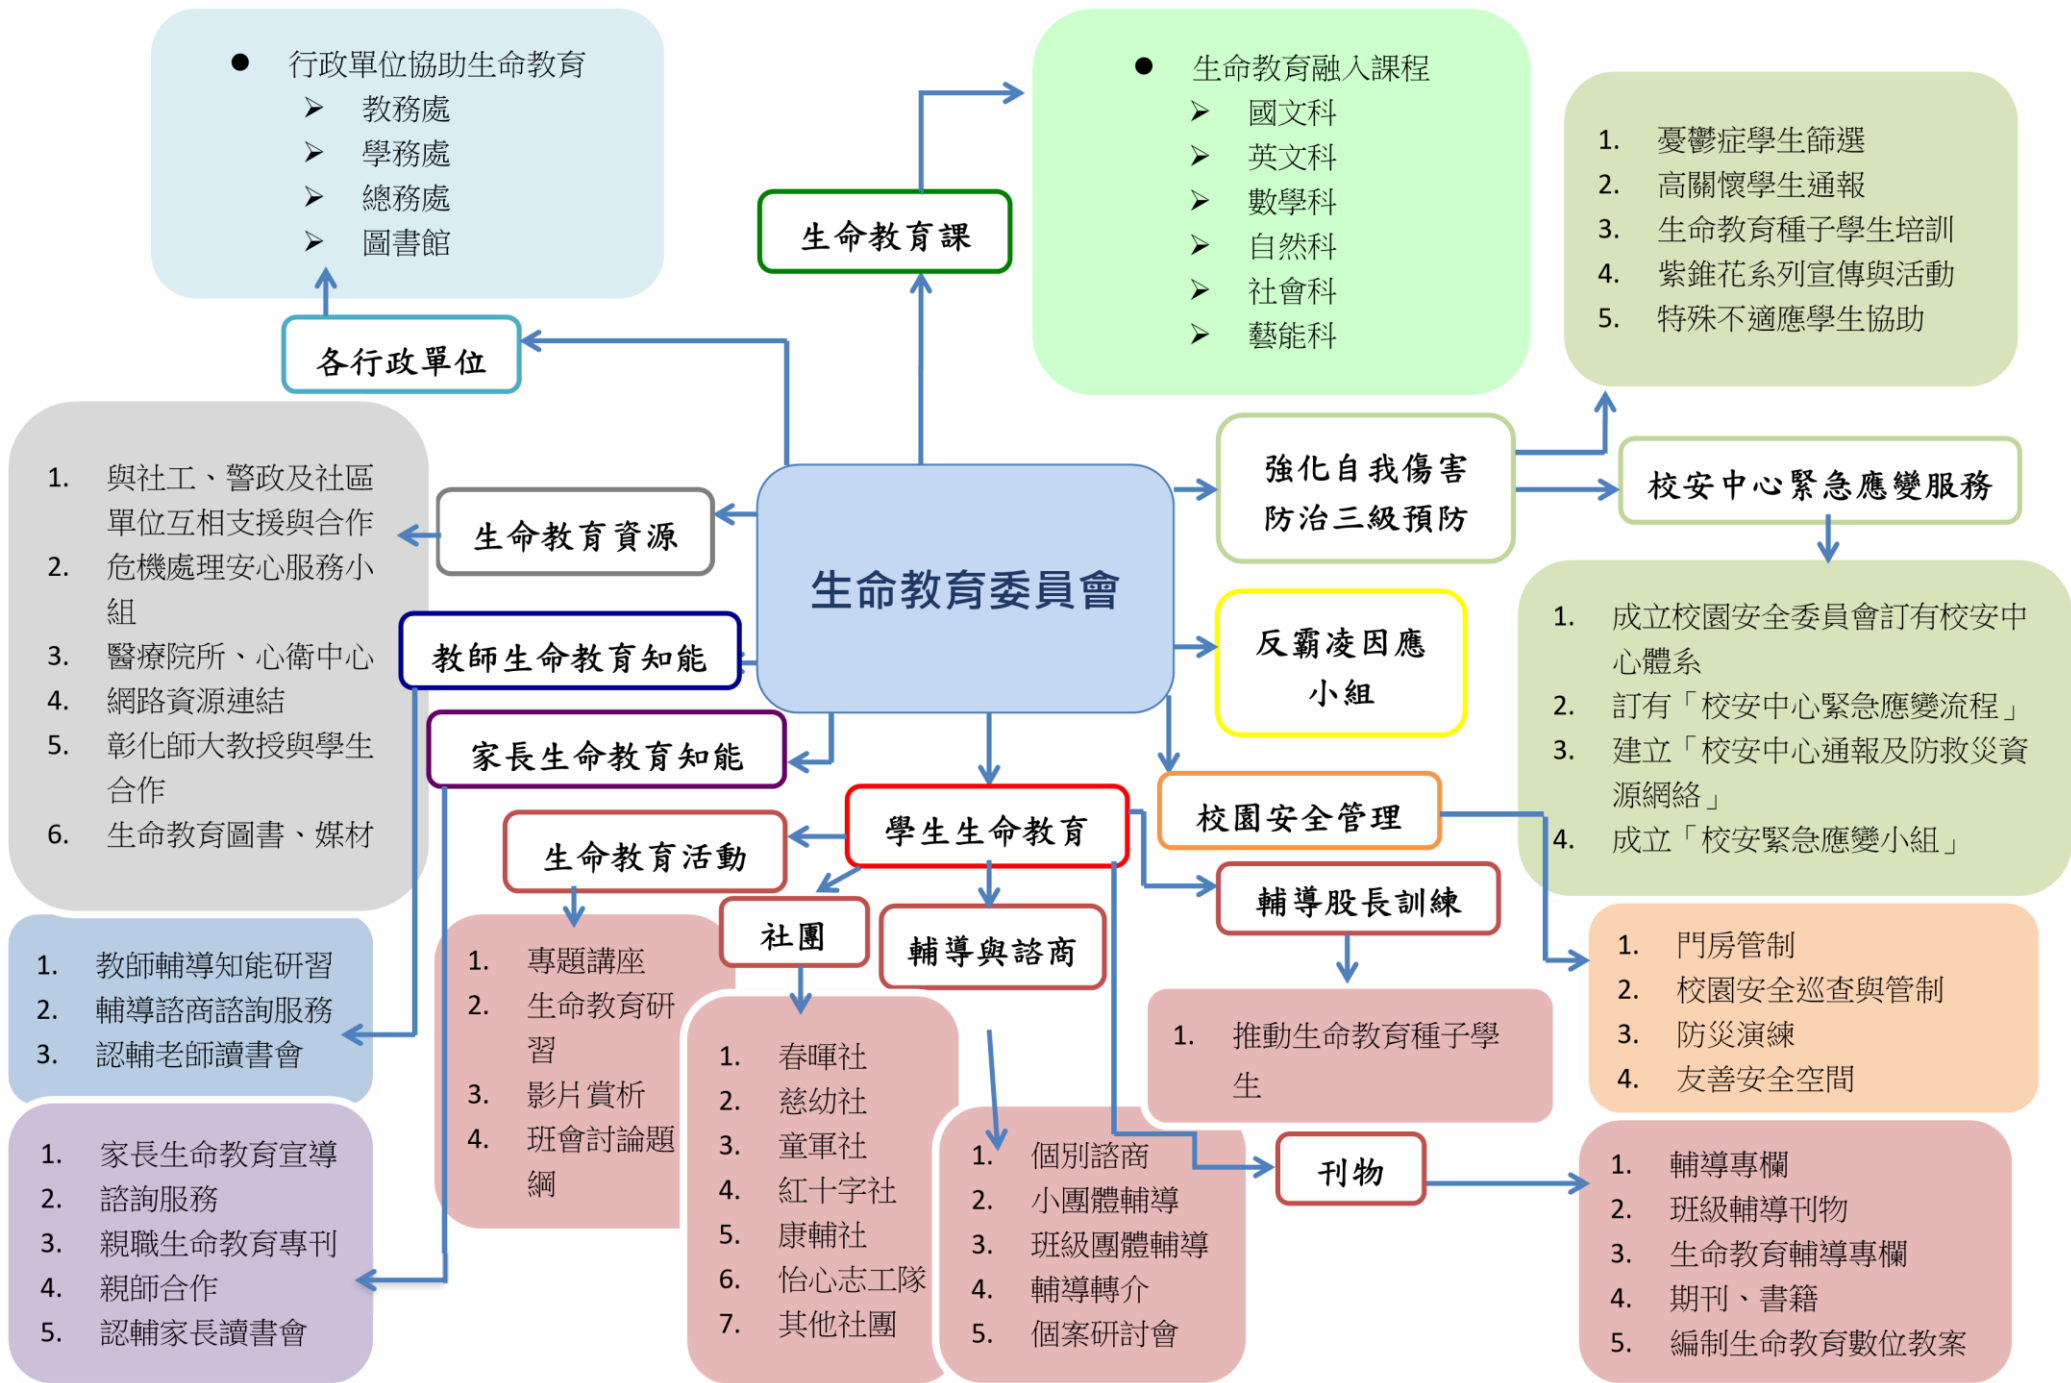 ● 行政單位協助生命教育
➢ 教務處
➢ 學務處
➢ 總務處
➢ 圖書館
各行政單位
生命教育課
● 生命教育融入課程
➢ 國文科
➢ 英文科
➢ 數學科
➢ 自然科
➢ 社會科
➢ 藝能科
1. 憂鬱症學生篩選
2. 高關懷學生通報
3. 生命教育種子學生培訓
4. 紫錐花系列宣傳與活動
5. 特殊不適應學生協助
強化自我傷害
防治三級預防
校安中心緊急應變服務
1. 成立校園安全委員會訂有校安中
心體系
2. 訂有「校安中心緊急應變流程」
3. 建立「校安中心通報及防救災資
源網絡」
4. 成立「校安緊急應變小組」
生命教育委員會
生命教育資源
1. 與社工、警政及社區
單位互相支援與合作
2. 危機處理安心服務小
組
3. 醫療院所、心衛中心
4. 網路資源連結
5. 彰化師大教授與學生
合作
6. 生命教育圖書、媒材
教師生命教育知能
家長生命教育知能
反霸凌因應
小組
校園安全管理
學生生命教育
生命教育活動
社團
輔導與諮商
輔導股長訓練
1. 教師輔導知能研習
2. 輔導諮商諮詢服務
3. 認輔老師讀書會
1. 家長生命教育宣導
2. 諮詢服務
3. 親職生命教育專刊
4. 親師合作
5. 認輔家長讀書會
1. 專題講座
2. 生命教育研
習
3. 影片賞析
4. 班會討論題
綱
1. 春暉社
2. 慈幼社
3. 童軍社
4. 紅十字社
5. 康輔社
6. 怡心志工隊
7. 其他社團
1. 個別諮商
2. 小團體輔導
3. 班級團體輔導
4. 輔導轉介
5. 個案研討會
1. 推動生命教育種子學
生
刊物
1. 門房管制
2. 校園安全巡查與管制
3. 防災演練
4. 友善安全空間
1. 輔導專欄
2. 班級輔導刊物
3. 生命教育輔導專欄
4. 期刊、書籍
5. 編制生命教育數位教案